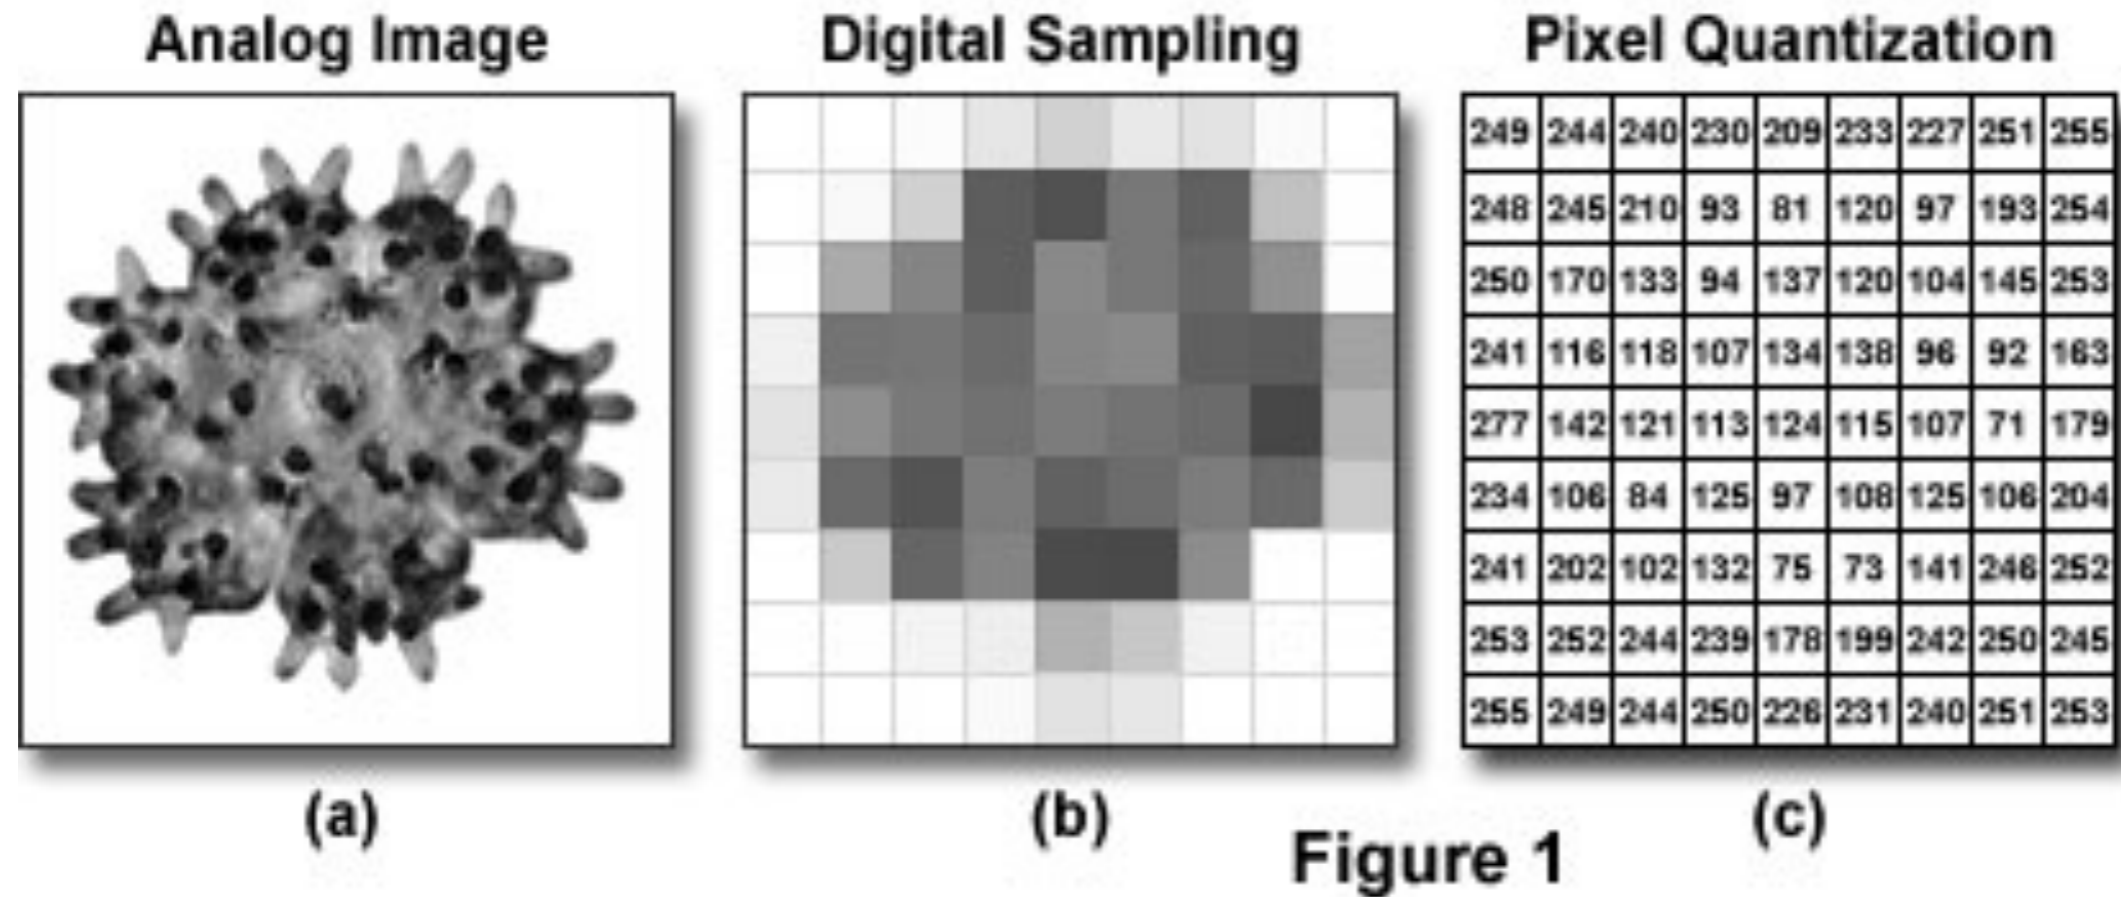 Analog Image
Digital Sampling
Pixel Quantization
249 244 240 230 209 233 227 251 255
248 245 210 93 81 120 97 193 254
250 170 133 94 137 120 104 145 253
241 116 118 107 134 138 96 92 163
277 142 121 113 124 115 107 71 179
234 106 84 125 97 108 125 106 204
241 202 102 132 75 73 141 246 252
253 252 244 239 178 199 242 250 245
255 249 244 250 226 231 240 251 253
(a)
(b)
(c)
Figure 1